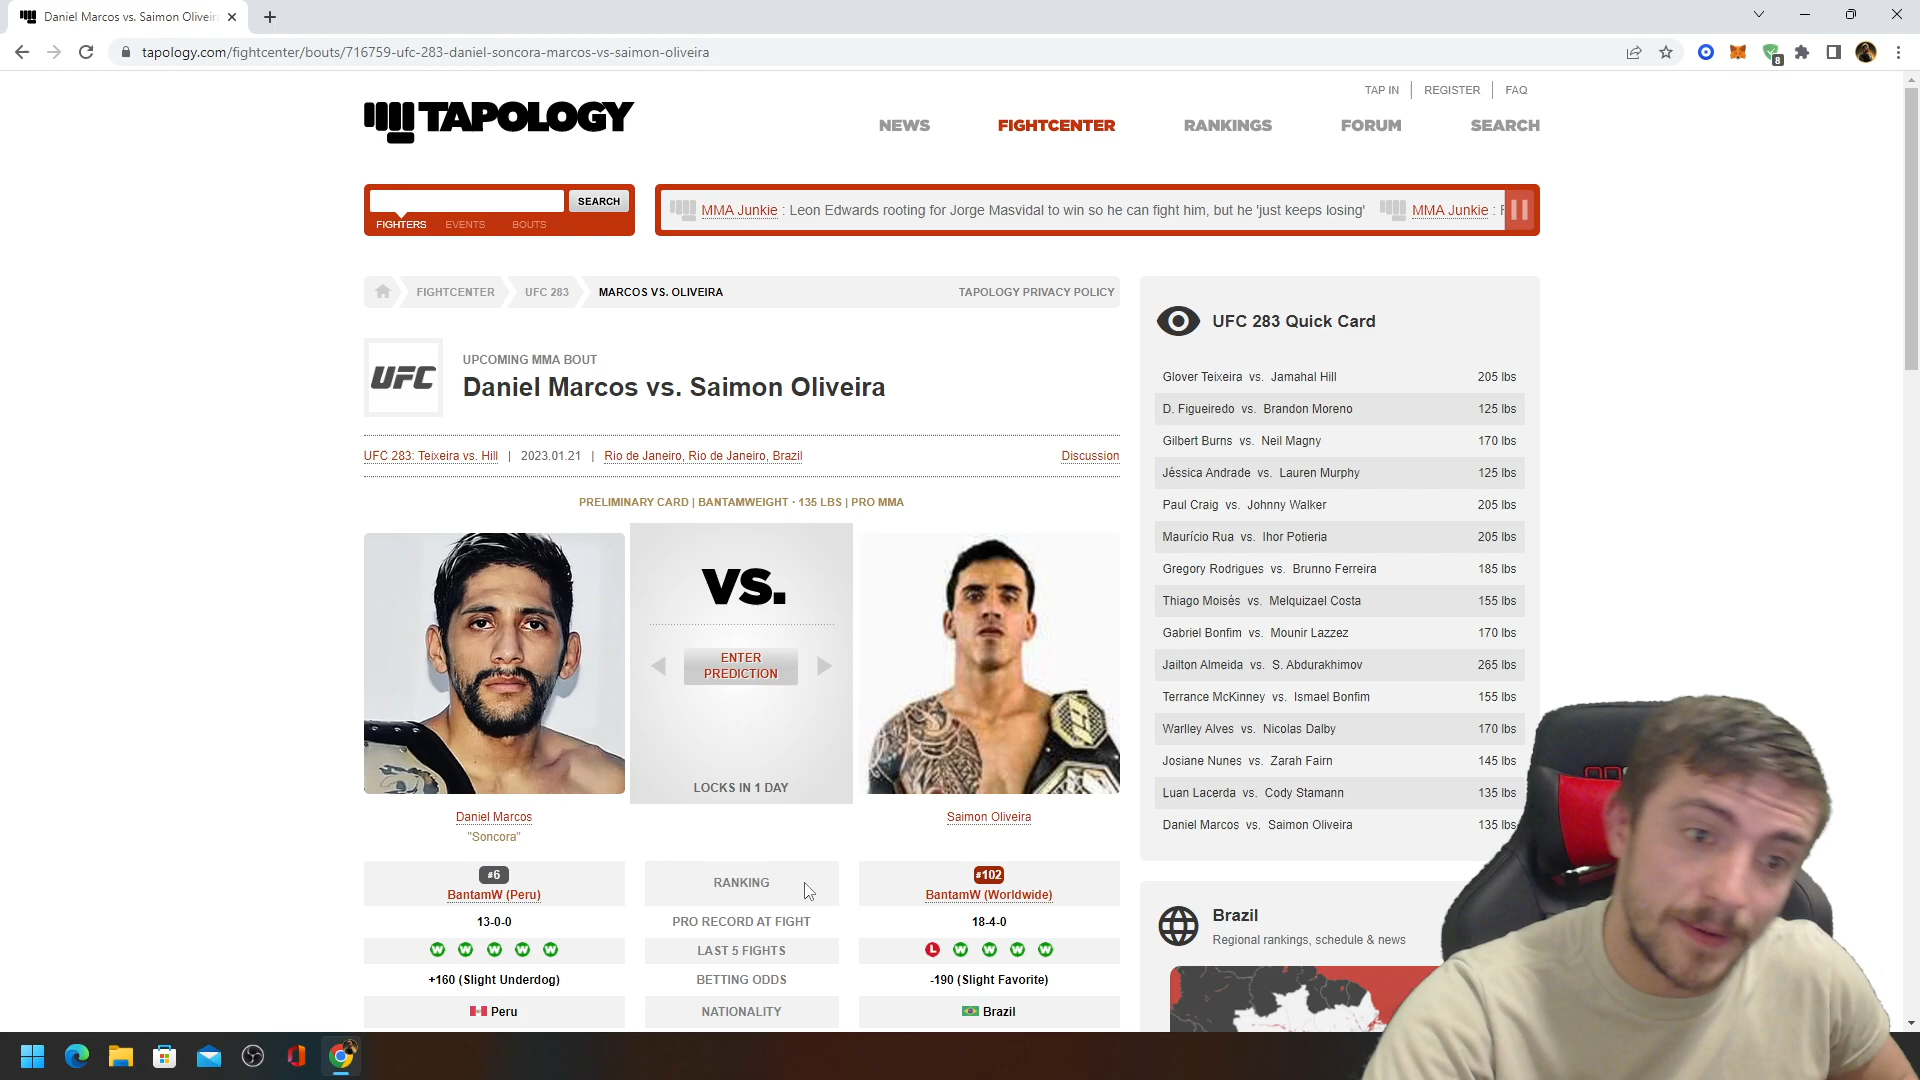 Daniel Marcos vs. Saimon Oliveir
tapology.com/fightcenter/bouts/716759-ufc-283-daniel-soncora-marcos-vs-saimon-oliveira
8
TAP IN | REGISTER | FAQ
TAPOLOGY
NEWS FIGHTCENTER RANKINGS FORUM SEARCH
SEARCH
FIGHTERS EVENTS BOUTS
MMA Junkie : Leon Edwards rooting for Jorge Masvidal to win so he can fight him, but he 'just keeps losing' MMA Junkie :
FIGHTCENTER UFC 283 MARCOS VS. OLIVEIRA TAPOLOGY PRIVACY POLICY
UFC
UPCOMING MMA BOUT
Daniel Marcos vs. Saimon Oliveira
UFC 283: Teixeira vs. Hill | 2023.01.21 | Rio de Janeiro, Rio de Janeiro, Brazil Discussion
PRELIMINARY CARD | BANTAMWEIGHT · 135 LBS | PRO MMA
VS.
ENTER
PREDICTION
LOCKS IN 1 DAY
Daniel Marcos
"Soncora"
Saimon Oliveira
#6
BantamW (Peru)
RANKING
#102
BantamW (Worldwide)
13-0-0 PRO RECORD AT FIGHT 18-4-0
W W W W W LAST 5 FIGHTS L W W W W
+160 (Slight Underdog) BETTING ODDS -190 (Slight Favorite)
Peru NATIONALITY Brazil
UFC 283 Quick Card
Glover Teixeira vs. Jamahal Hill 205 lbs
D. Figueiredo vs. Brandon Moreno 125 lbs
Gilbert Burns vs. Neil Magny 170 lbs
Jéssica Andrade vs. Lauren Murphy 125 lbs
Paul Craig vs. Johnny Walker 205 lbs
Maurício Rua vs. Ihor Potieria 205 lbs
Gregory Rodrigues vs. Brunno Ferreira 185 lbs
Thiago Moisés vs. Melquizael Costa 155 lbs
Gabriel Bonfim vs. Mounir Lazzez 170 lbs
Jailton Almeida vs. S. Abdurakhimov 265 lbs
Terrance McKinney vs. Ismael Bonfim 155 lbs
Warlley Alves vs. Nicolas Dalby 170 lbs
Josiane Nunes vs. Zarah Fairn 145 lbs
Luan Lacerda vs. Cody Stamann 135 lbs
Daniel Marcos vs. Saimon Oliveira 135 lbs
Brazil
Regional rankings, schedule & news